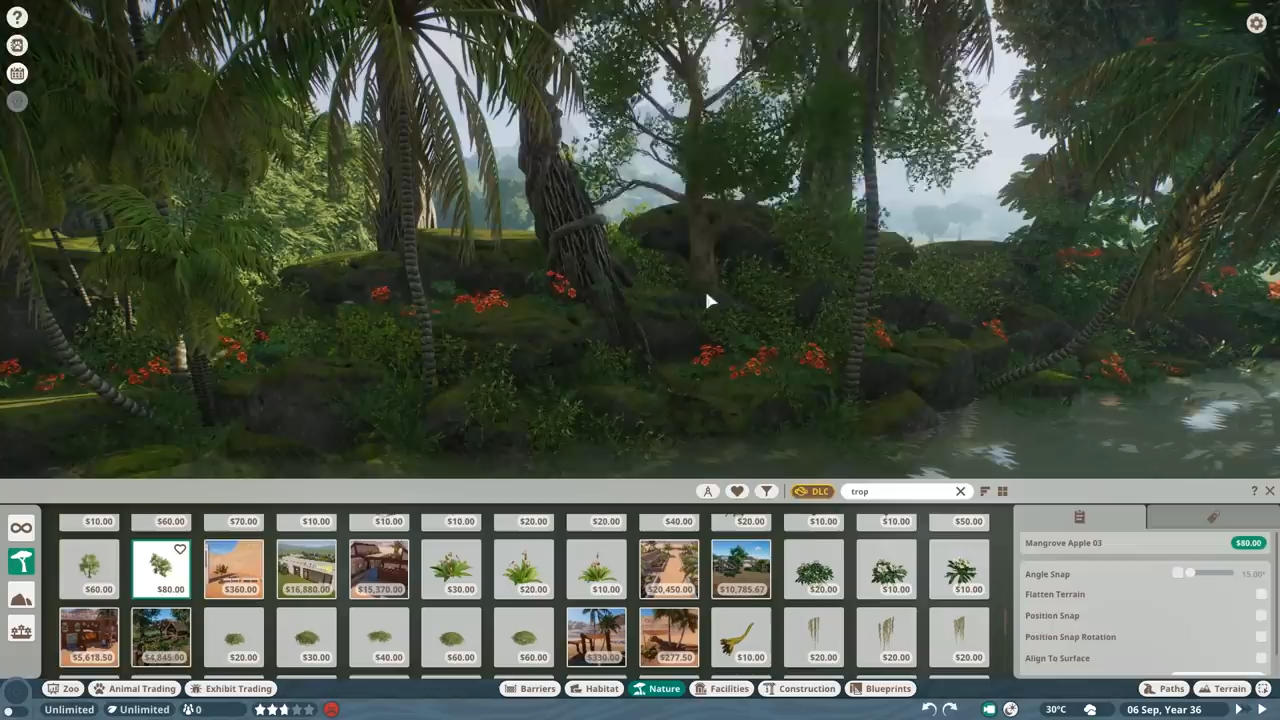 DLC
trop
?
?
$10.00 $60.00 $70.00 $10.00 $10.00 $10.00 $20.00 $20.00 $40.00 $20.00 $10.00 $10.00 $50.00
$60.00 $80.00 $360.00 $16,880.00 $15,370.00 $30.00 $20.00 $10.00 $20,450.00 $10,785.67 $20.00 $10.00 $10.00
$5,618.50 $4,845.00 $20.00 $30.00 $40.00 $60.00 $60.00 $330.00 $277.50 $10.00 $20.00 $20.00 $20.00
Mangrove Apple 03 $80.00
Angle Snap 15.00°
Flatten Terrain
Position Snap
Position Snap Rotation
Align To Surface
Zoo Animal Trading Exhibit Trading Barriers Habitat Nature Facilities Construction Blueprints Paths Terrain
Unlimited Unlimited 0 30°C 06 Sep, Year 36